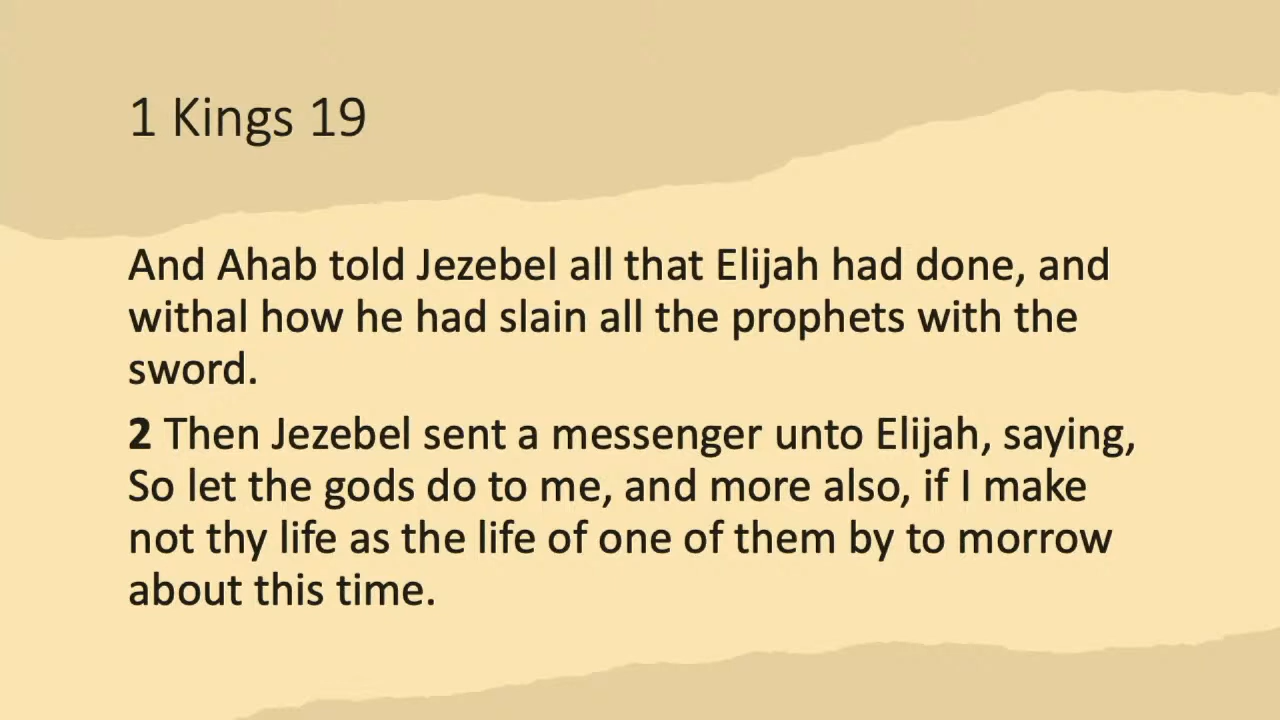 1 Kings 19
And Ahab told Jezebel all that Elijah had done, and
withal how he had slain all the prophets with the
sword.
2 Then Jezebel sent a messenger unto Elijah, saying,
So let the gods do to me, and more also, if I make
not thy life as the life of one of them by to morrow
about this time.